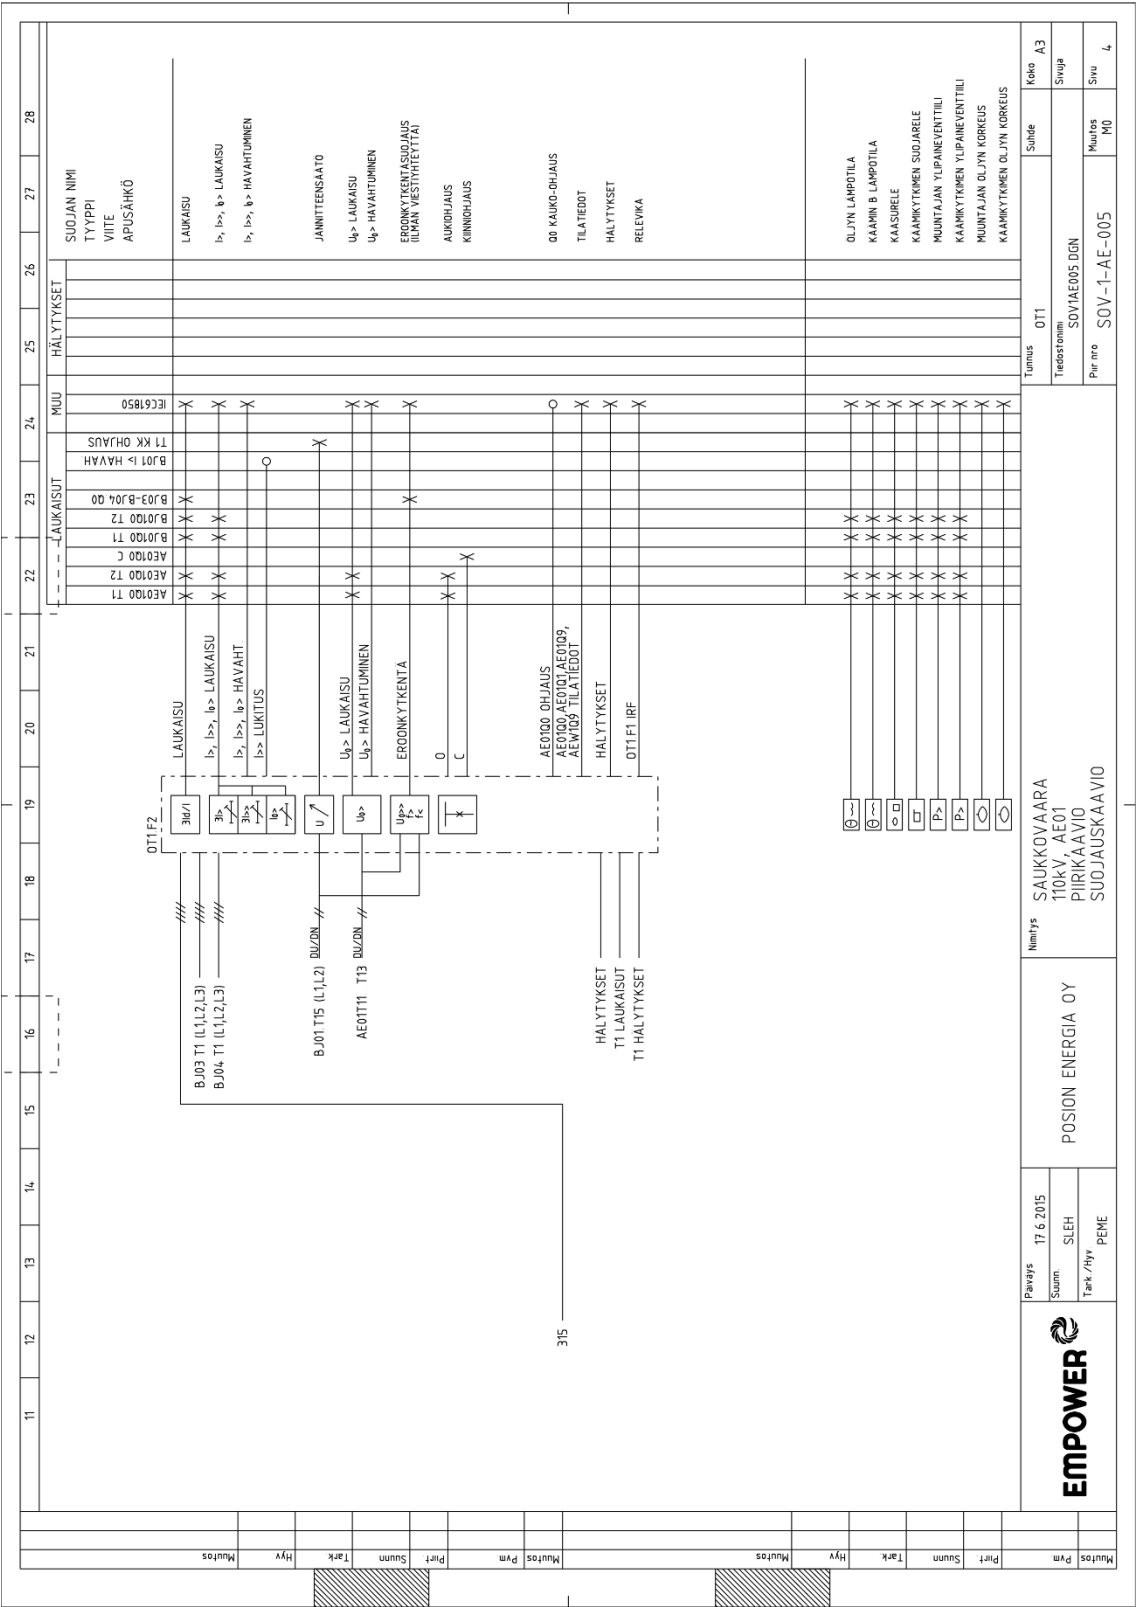 11 12 13 14 15 16 17 18 19 20 21 22 23 24 25 26 27 28
LAUKAISUT
MUU
HÄLYTYKSET
AE01Q0 T1
AE01Q0 T2
AE01Q0 C
BJ01Q0 T1
BJ01Q0 T2
BJ03-BJ04 Q0
BJ01 I> HAVAH
T1 KK OHJAUS
IEC61850
SUOJAN NIMI
TYYPPI
VIITE
APUSÄHKÖ
OT1F2
3Id/I
LAUKAISU
LAUKAISU
BJ03 T1 (L1,L2,L3)
BJ04 T1 (L1,L2,L3)
3I>
I>, I>>, I₀> LAUKAISU
I>, I>>, I₀> LAUKAISU
3I>>
I>, I>>, I₀> HAVAHT
I>, I>>, I₀> HAVAHTUMINEN
I₀>
I>> LUKITUS
BJ01.T15 (L1,L2)
DU/DN
U
JANNITTEENSAATO
AE01T11 T13
DU/DN
U₀>
U₀> LAUKAISU
U₀> LAUKAISU
U₀> HAVAHTUMINEN
U₀> HAVAHTUMINEN
U₀>>
f>
f<
EROONKYTKENTA
EROONKYTKENTASUOJAUS
(ILMAN VIESTIYHTEYTTA)
O
AUKIOHJAUS
C
KIINNIOHJAUS
315
AE01Q0 OHJAUS
Q0 KAUKO-OHJAUS
AE01Q0,AE01Q1,AE01Q9,
AEW1Q9 TILATIEDOT
TILATIEDOT
HALYTYKSET
HALYTYKSET
HALYTYKSET
T1 LAUKAISUT
T1 HALYTYKSET
OT1F1 IRF
RELEVIKA
OLJYN LAMPOTILA
KAAMIN B LAMPOTILA
KAASURELE
KAAMIKYTKIMEN SUOJARELE
P>
MUUNTAJAN YLIPAINEVENTTIILI
P>
KAAMIKYTKIMEN YLIPAINEVENTTIILI
MUUNTAJAN OLJYN KORKEUS
KAAMIKYTKIMEN OLJYN KORKEUS
EMPOWER
Paivays
17.6.2015
Suunn.
SLEH
Tark./Hyv
PEME
POSION ENERGIA OY
Nimitys
SAUKKOVAARA
110kV, AE01
PIIRIKAAVIO
SUOJAUSKAAVIO
Tunnus
OT1
Suhde
Koko
A3
Tiedostonimi
SOV1AE005.DGN
Sivuja
Piir nro
SOV-1-AE-005
Muutos
M0
Sivu
4
Muutos
Hyv
Tark
Suunn
Piirt
Pvm
Muutos
Muutos
Hyv
Tark
Suunn
Piirt
Pvm
Muutos